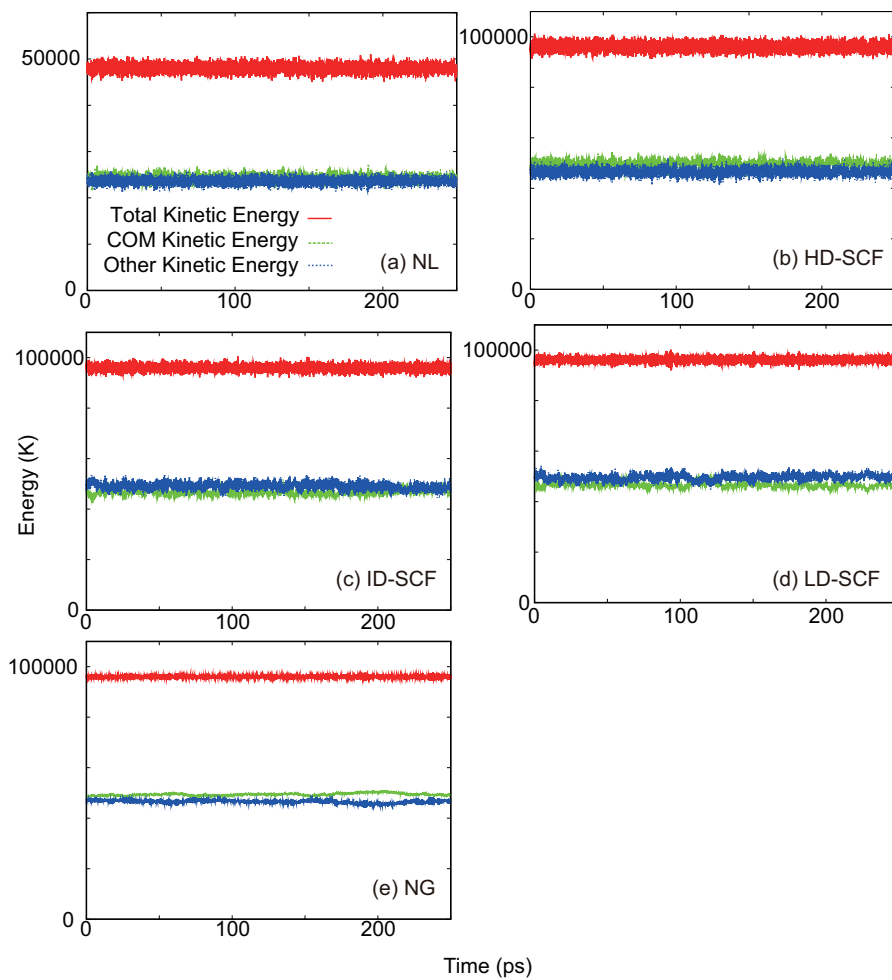 50000
Total Kinetic Energy
COM Kinetic Energy
Other Kinetic Energy
(a) NL
0
0 100 200
100000
(b) HD-SCF
0
0 100 200
100000
Energy (K)
(c) ID-SCF
0
0 100 200
100000
(d) LD-SCF
0
0 100 200
100000
(e) NG
0
0 100 200
Time (ps)